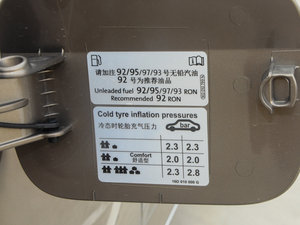 请加注 92/95/97/93 号无铅汽油
92 号为推荐油品
Unleaded fuel 92/95/97/93 RON
Recommended 92 RON
Cold tyre inflation pressures
冷态时轮胎充气压力
bar
2.3 2.3
Comfort
舒适型
2.0 2.0
2.3 2.8